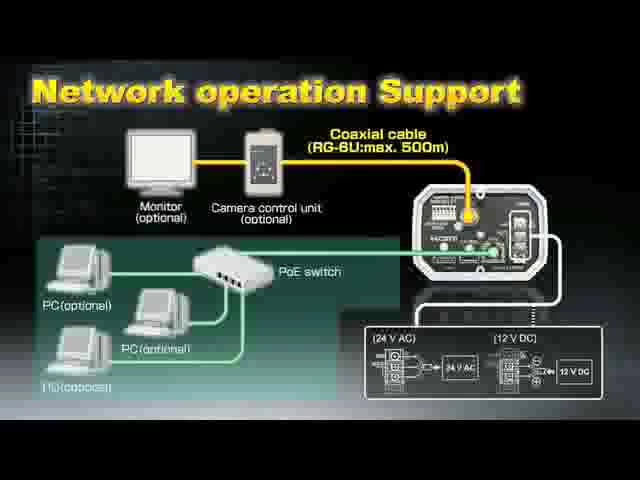 Network operation Support
Coaxial cable
(RG-6U:max. 500m)
Monitor
(optional)
Camera control unit
(optional)
PoE switch
PC(optional)
PC(optional)
(optional)
(24 V AC)
(12 V DC)
24 V AC
12 V DC